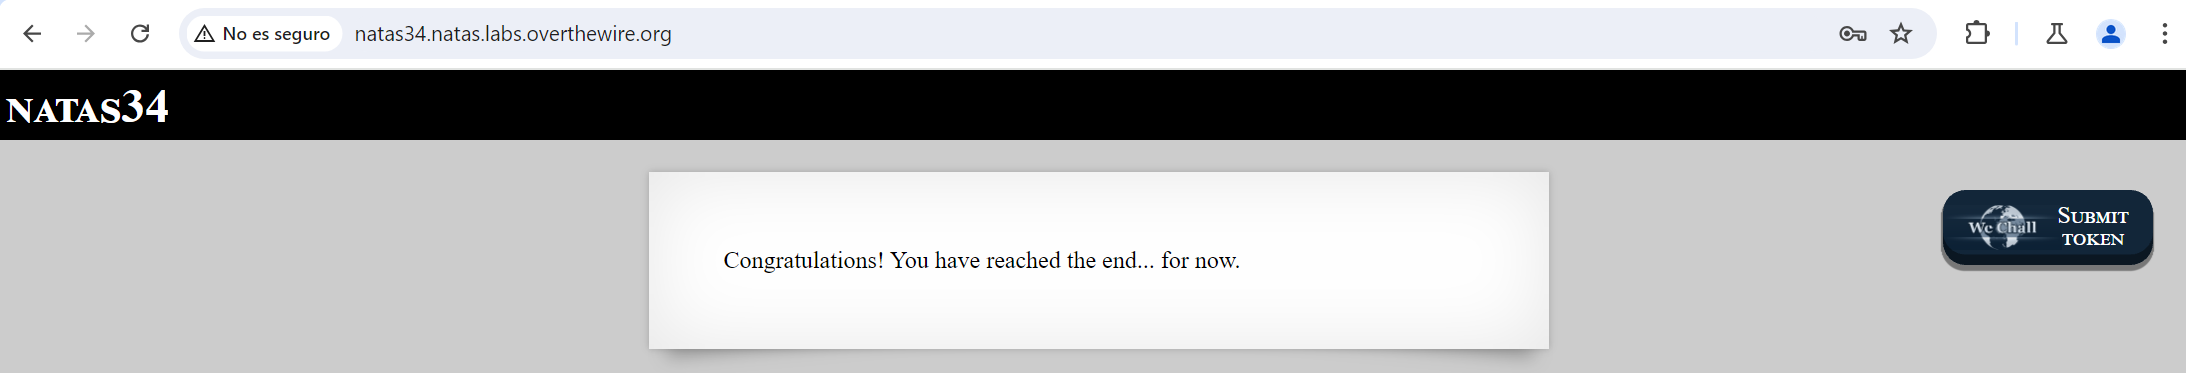 No es seguro
natas34.natas.labs.overthewire.org
NATAS34
Congratulations! You have reached the end... for now.
We Chall
SUBMIT
TOKEN